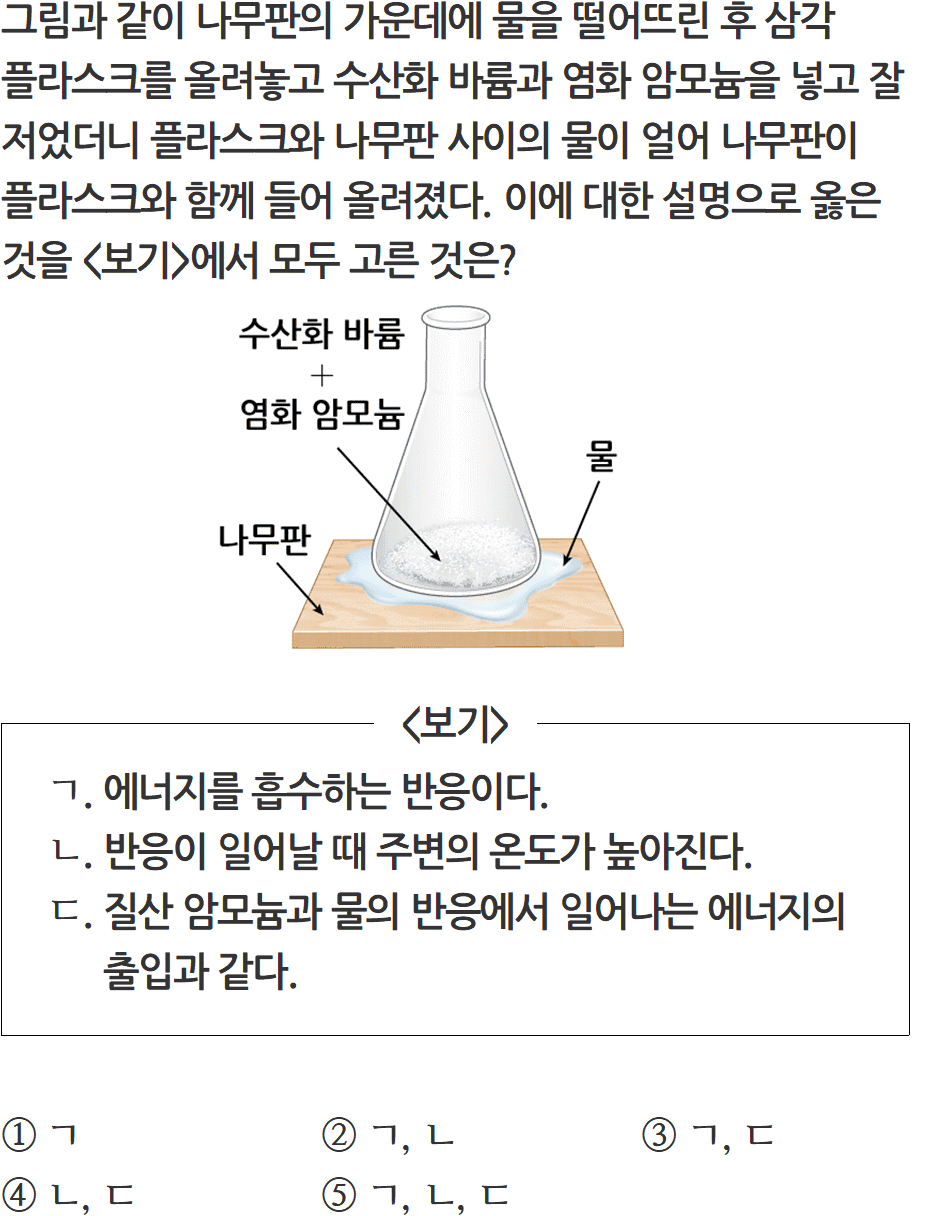 그림과 같이 나무판의 가운데에 물을 떨어뜨린 후 삼각
플라스크를 올려놓고 수산화 바륨과 염화 암모늄을 넣고 잘
저었더니 플라스크와 나무판 사이의 물이 얼어 나무판이
플라스크와 함께 들어 올려졌다. 이에 대한 설명으로 옳은
것을 <보기>에서 모두 고른 것은?
수산화 바륨
+
염화 암모늄
물
나무판
<보기>
ㄱ. 에너지를 흡수하는 반응이다.
ㄴ. 반응이 일어날 때 주변의 온도가 높아진다.
ㄷ. 질산 암모늄과 물의 반응에서 일어나는 에너지의
출입과 같다.
① ㄱ ② ㄱ, ㄴ ③ ㄱ, ㄷ
④ ㄴ, ㄷ ⑤ ㄱ, ㄴ, ㄷ